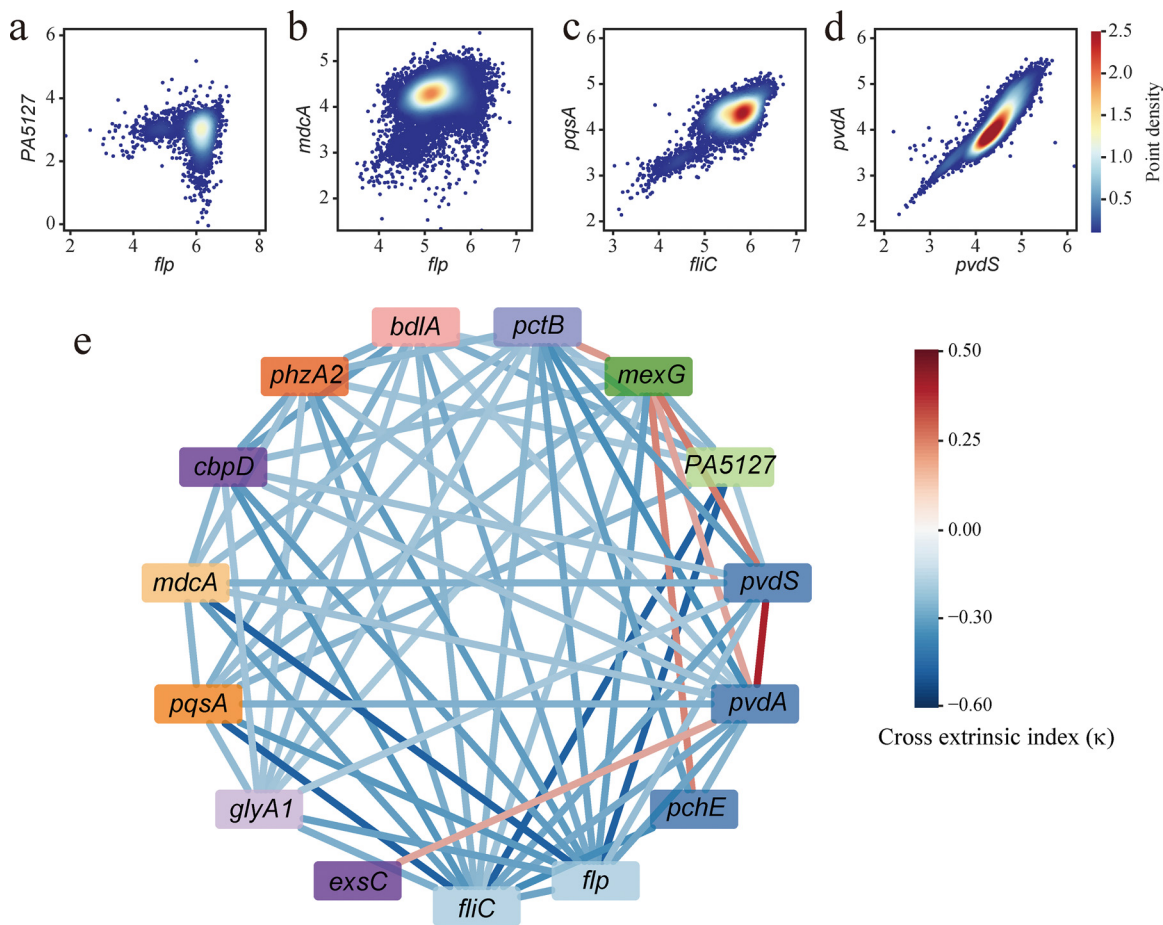 a
6
4
2
0
PA5127
2
4
6
8
flp
b
5
4
3
2
mdcA
4
5
6
7
flp
c
6
5
4
3
2
pqsA
3
4
5
6
7
fliC
d
6
5
4
3
2
pvdA
2
3
4
5
6
pvdS
2.5
2.0
1.5
1.0
0.5
Point density
e
bdlA
pctB
phzA2
mexG
cbpD
PA5127
mdcA
pvdS
pqsA
pvdA
glyA1
pchE
exsC
flp
fliC
0.50
0.25
0.00
−0.30
−0.60
Cross extrinsic index (κ)